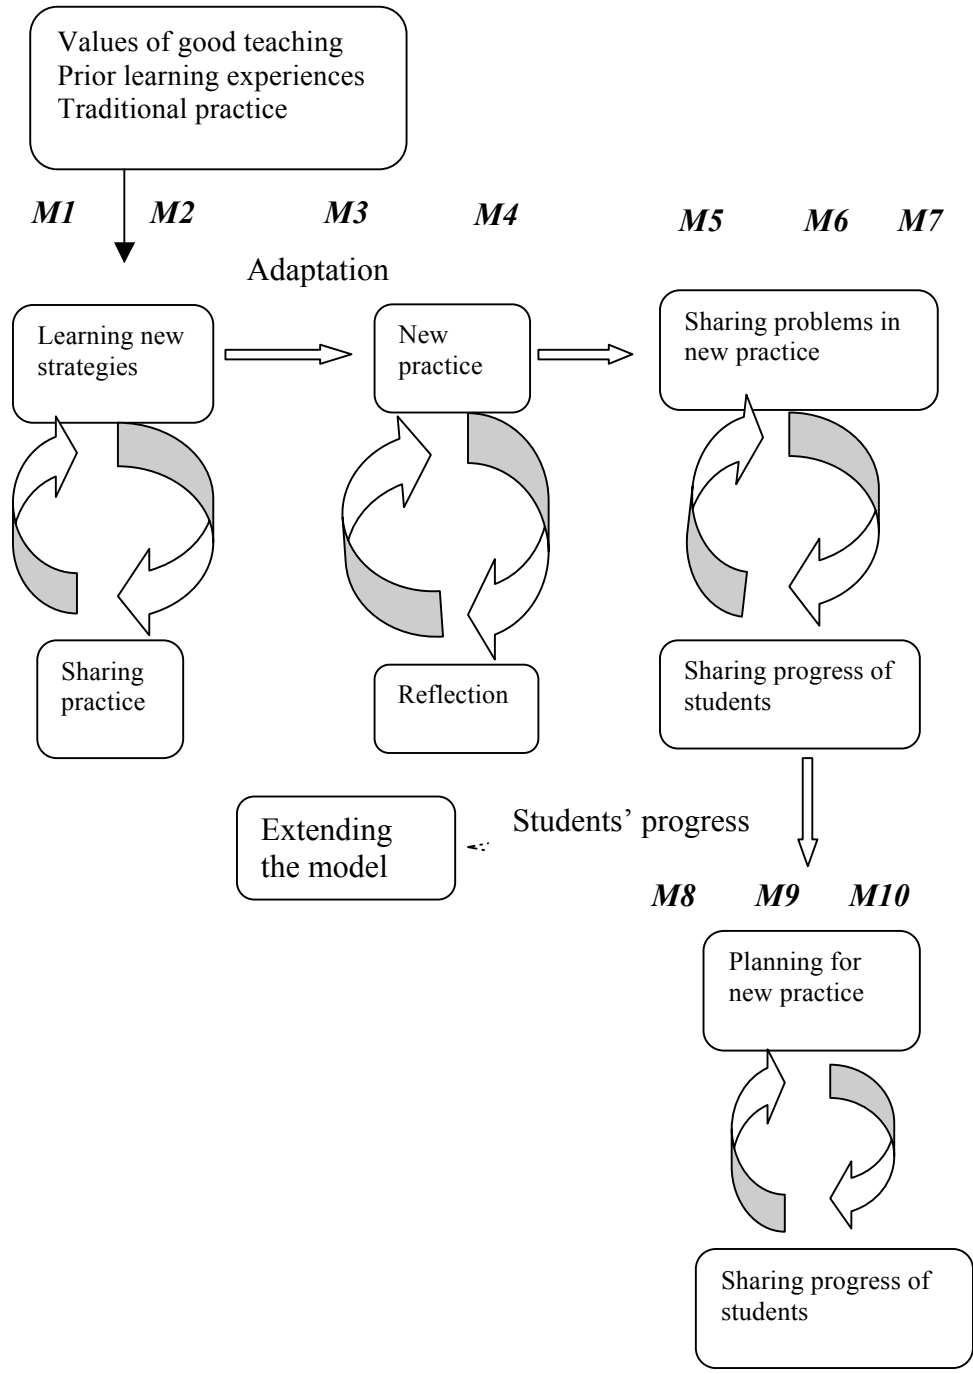 Values of good teaching
Prior learning experiences
Traditional practice
M1 M2 M3 M4 M5 M6 M7
Adaptation
Learning new
strategies
New
practice
Sharing problems in
new practice
Sharing
practice
Reflection
Sharing progress of
students
Extending
the model
Students’ progress
M8 M9 M10
Planning for
new practice
Sharing progress of
students